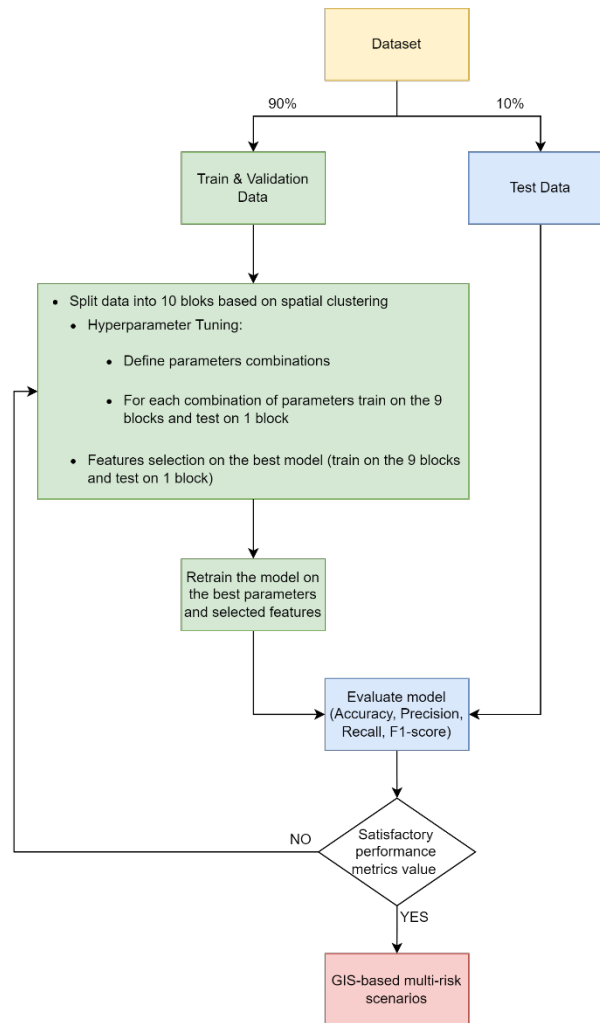 Dataset
90%
10%
Train & Validation
Data
Test Data
• Split data into 10 bloks based on spatial clustering
• Hyperparameter Tuning:
• Define parameters combinations
• For each combination of parameters train on the 9
blocks and test on 1 block
• Features selection on the best model (train on the 9 blocks
and test on 1 block)
Retrain the model on
the best parameters
and selected features
Evaluate model
(Accuracy, Precision,
Recall, F1-score)
NO
Satisfactory
performance
metrics value
YES
GIS-based multi-risk
scenarios